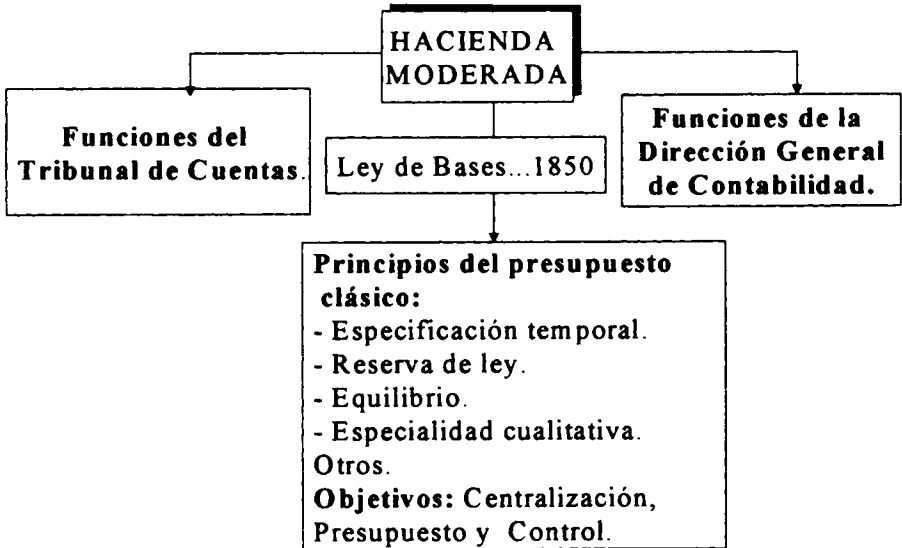 HACIENDA
MODERADA
Funciones del
Tribunal de Cuentas.
Ley de Bases...1850
Funciones de la
Dirección General
de Contabilidad.
Principios del presupuesto
clásico:
- Especificación temporal.
- Reserva de ley.
- Equilibrio.
- Especialidad cualitativa.
Otros.
Objetivos: Centralización,
Presupuesto y Control.